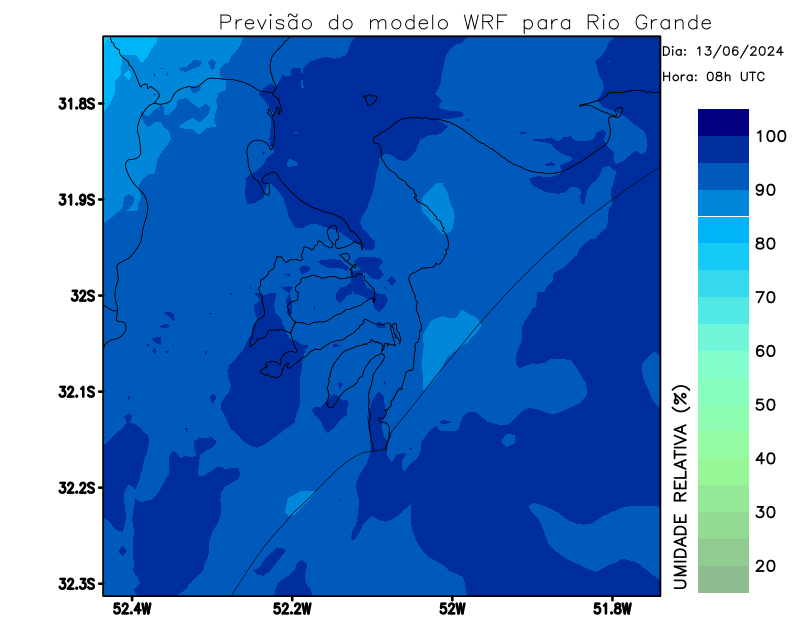 Previsão do modelo WRF para Rio Grande
Dia: 13/06/2024
Hora: 08h UTC
31.8S
31.9S
32S
32.1S
32.2S
32.3S
52.4W
52.2W
52W
51.8W
100
90
80
70
60
50
40
30
20
UMIDADE RELATIVA (%)